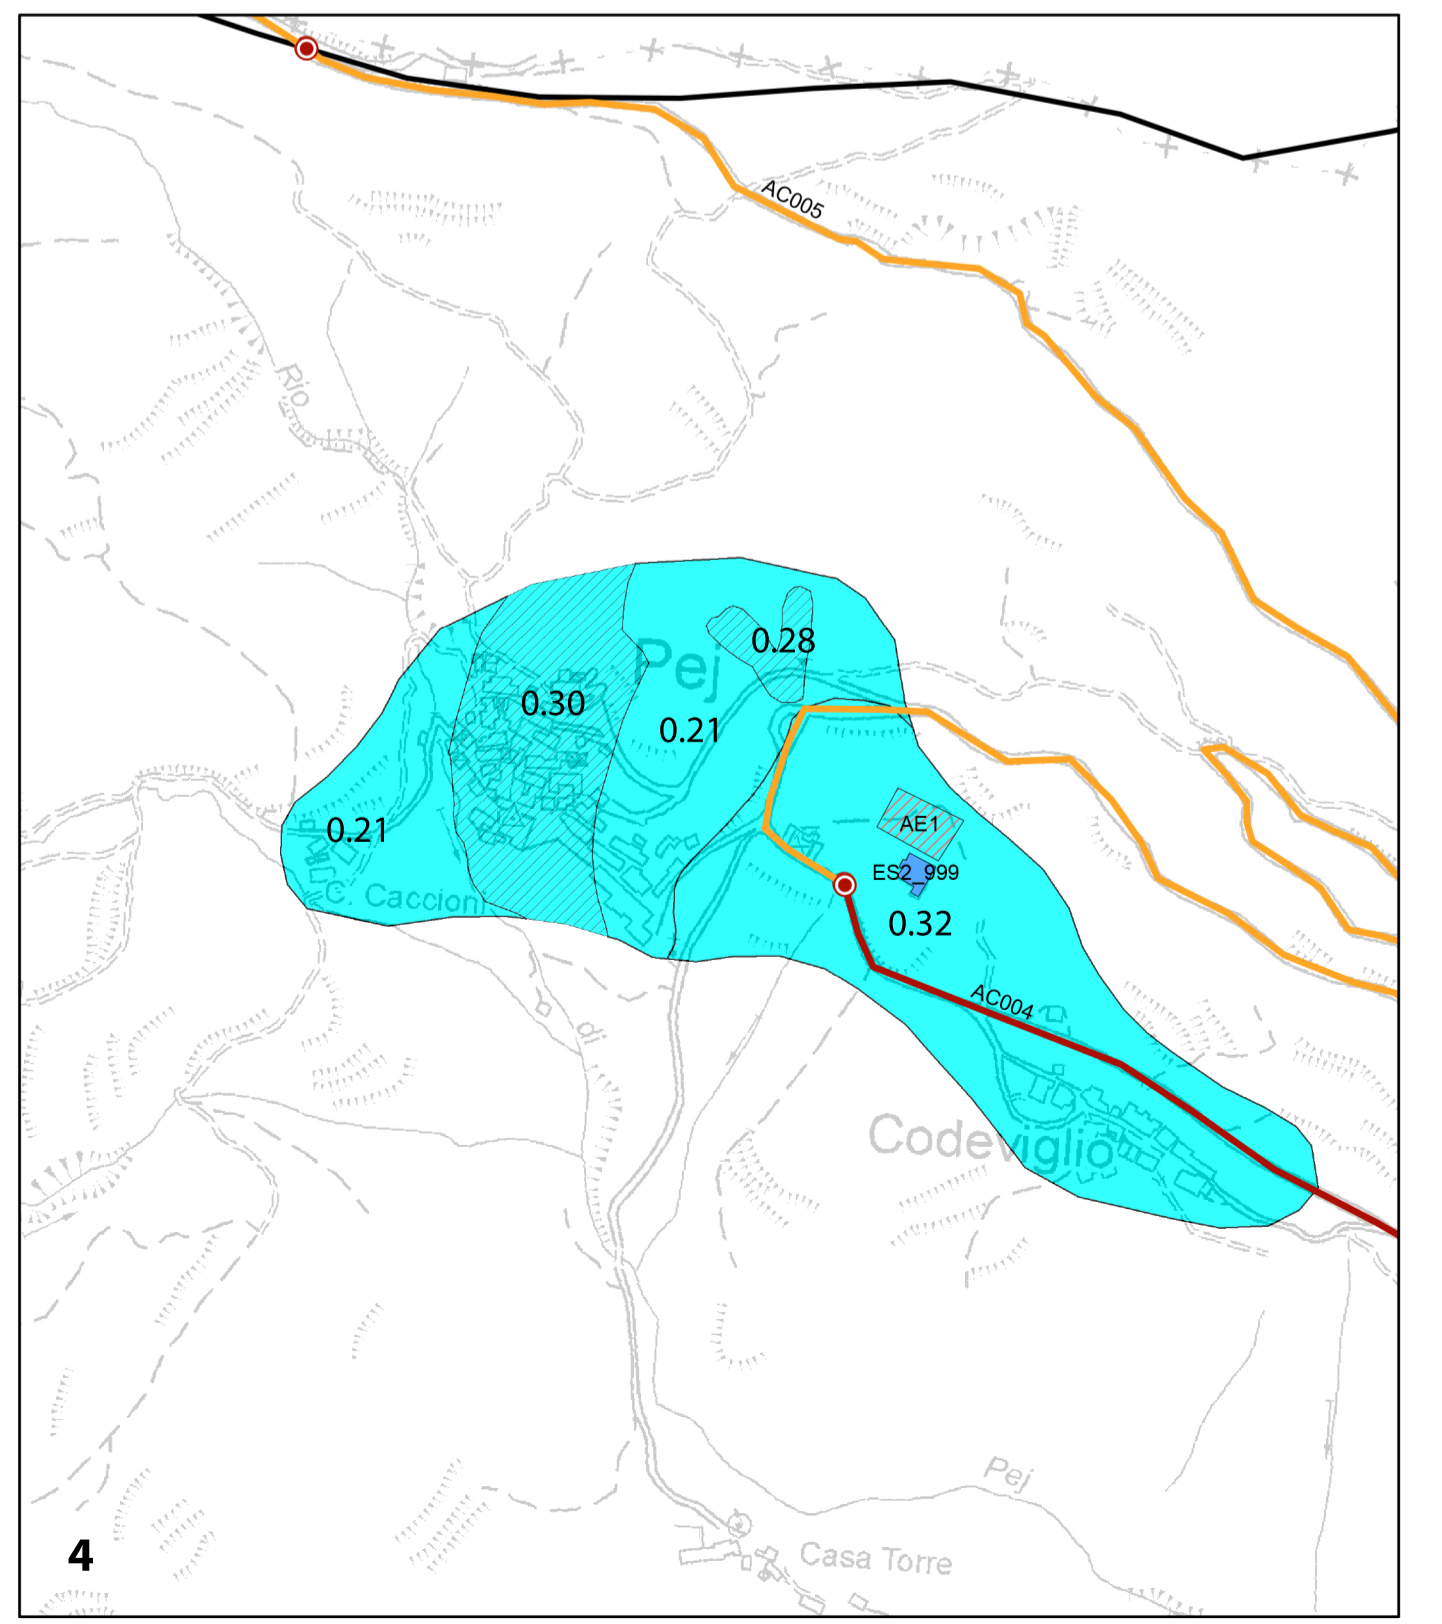 AC005
Rio
Pej
0.28
0.30
0.21
0.21
AE1
ES2_999
C. Caccion
0.32
AC004
di
Codeviglio
Pej
4
Casa Torre